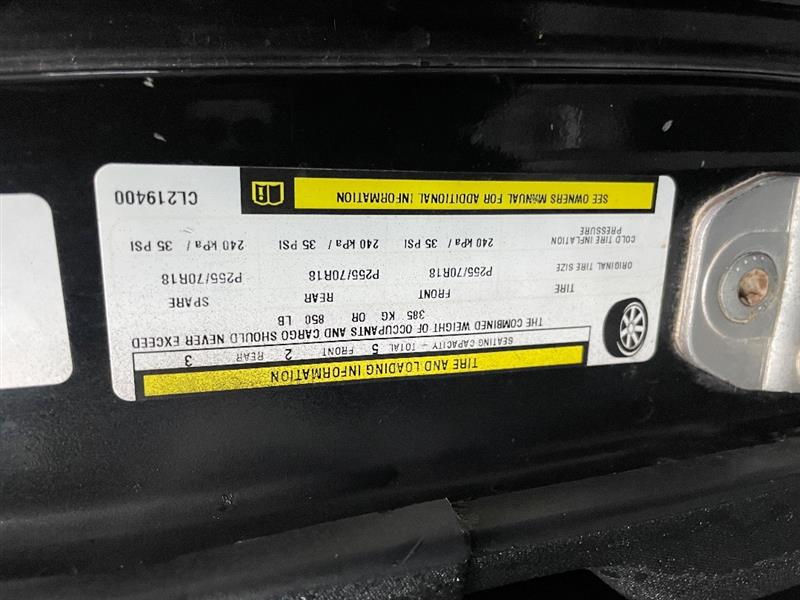 TIRE AND LOADING INFORMATION
SEATING CAPACITY - TOTAL 5 FRONT 2 REAR 3
THE COMBINED WEIGHT OF OCCUPANTS AND CARGO SHOULD NEVER EXCEED
385 KG OR 850 LB
TIRE FRONT REAR SPARE
ORIGINAL TIRE SIZE P255/70R18 P255/70R18 P255/70R18
COLD TIRE INFLATION PRESSURE 240 kPa / 35 PSI 240 kPa / 35 PSI 240 kPa / 35 PSI
SEE OWNERS MANUAL FOR ADDITIONAL INFORMATION CL219400